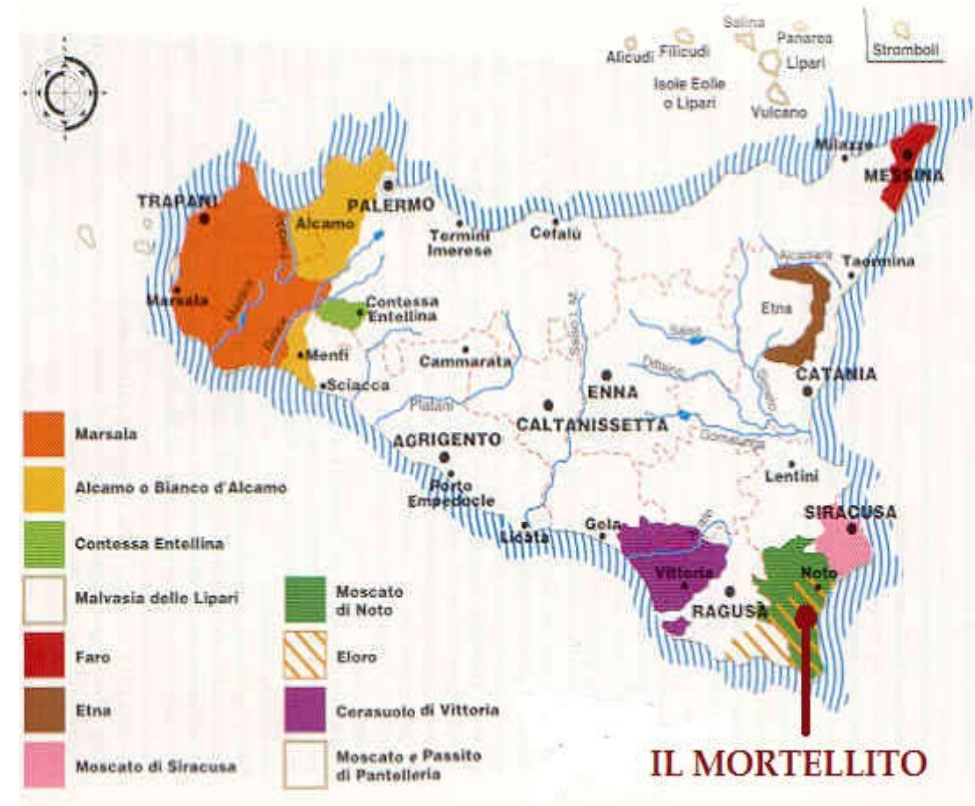 Salina
Panarea
Alicudi
Filicudi
Lipari
Stromboli
Isole Eolie
o Lipari
Vulcano
Milazzo
MESSINA
TRAPANI
PALERMO
Alcamo
Termini
Imerese
Cefalù
Taormina
Marsala
Contessa
Entellina
Etna
Menfi
Cammarata
Sciacca
ENNA
CATANIA
Platani
CALTANISSETTA
AGRIGENTO
Porto
Empedocle
Lentini
Licata
Gela
SIRACUSA
Vittoria
Noto
RAGUSA
Marsala
Alcamo o Bianco d'Alcamo
Contessa Entellina
Malvasia delle Lipari
Faro
Etna
Moscato di Siracusa
Moscato
di Noto
Eloro
Cerasuolo di Vittoria
Moscato e Passito
di Pantelleria
IL MORTELLITO